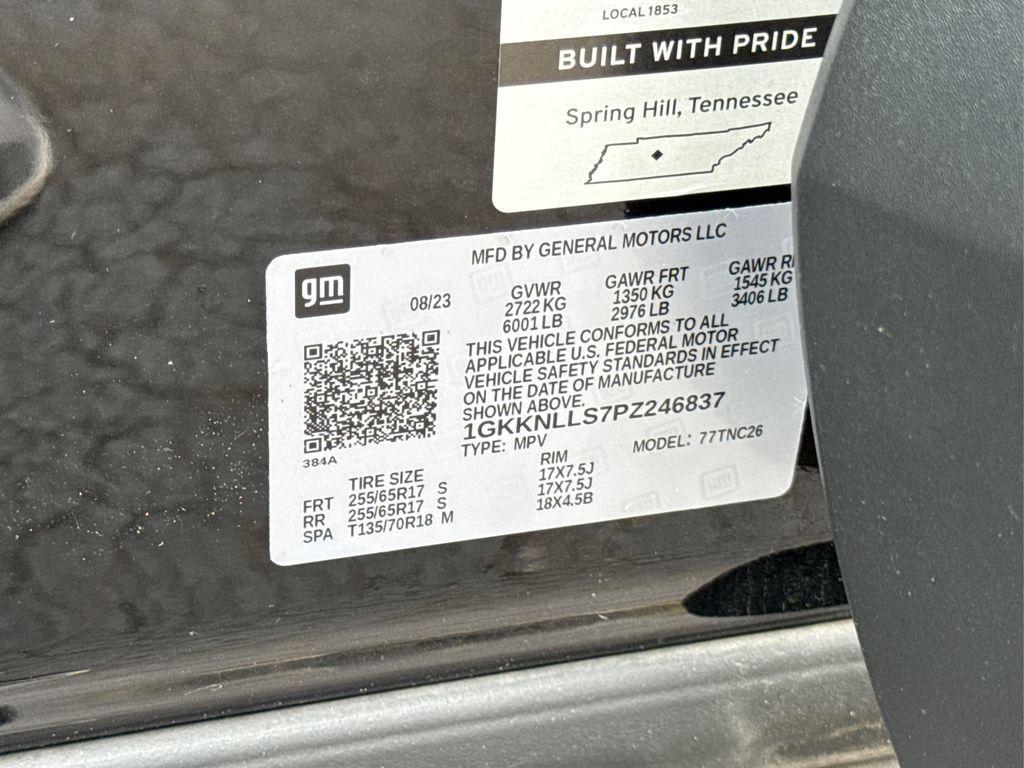 LOCAL 1853
BUILT WITH PRIDE
Spring Hill, Tennessee
gm
MFD BY GENERAL MOTORS LLC
08/23
GVWR
2722 KG
6001 LB
GAWR FRT
1350 KG
2976 LB
GAWR
1545 KG
3406 LB
THIS VEHICLE CONFORMS TO ALL
APPLICABLE U.S. FEDERAL MOTOR
VEHICLE SAFETY STANDARDS IN EFFECT
ON THE DATE OF MANUFACTURE
SHOWN ABOVE.
1GKKNLLS7PZ246837
TYPE: MPV
MODEL: 77TNC26
384A
TIRE SIZE
RIM
FRT 255/65R17 S 17X7.5J
RR 255/65R17 S 17X7.5J
SPA T135/70R18 M 18X4.5B